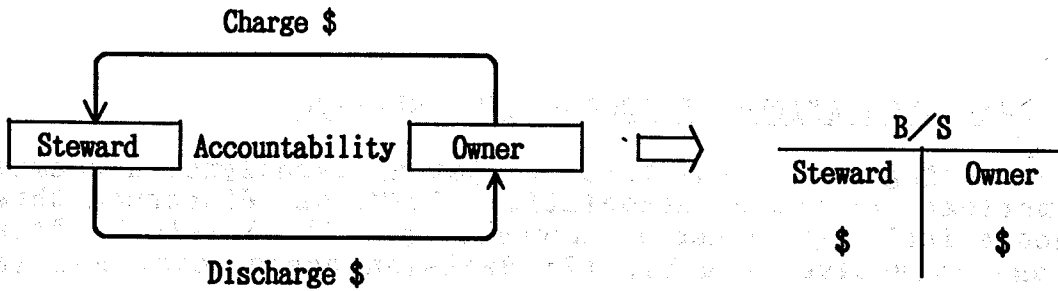 Charge $
Steward Accountability Owner
B/S
Steward Owner
$ $
Discharge $